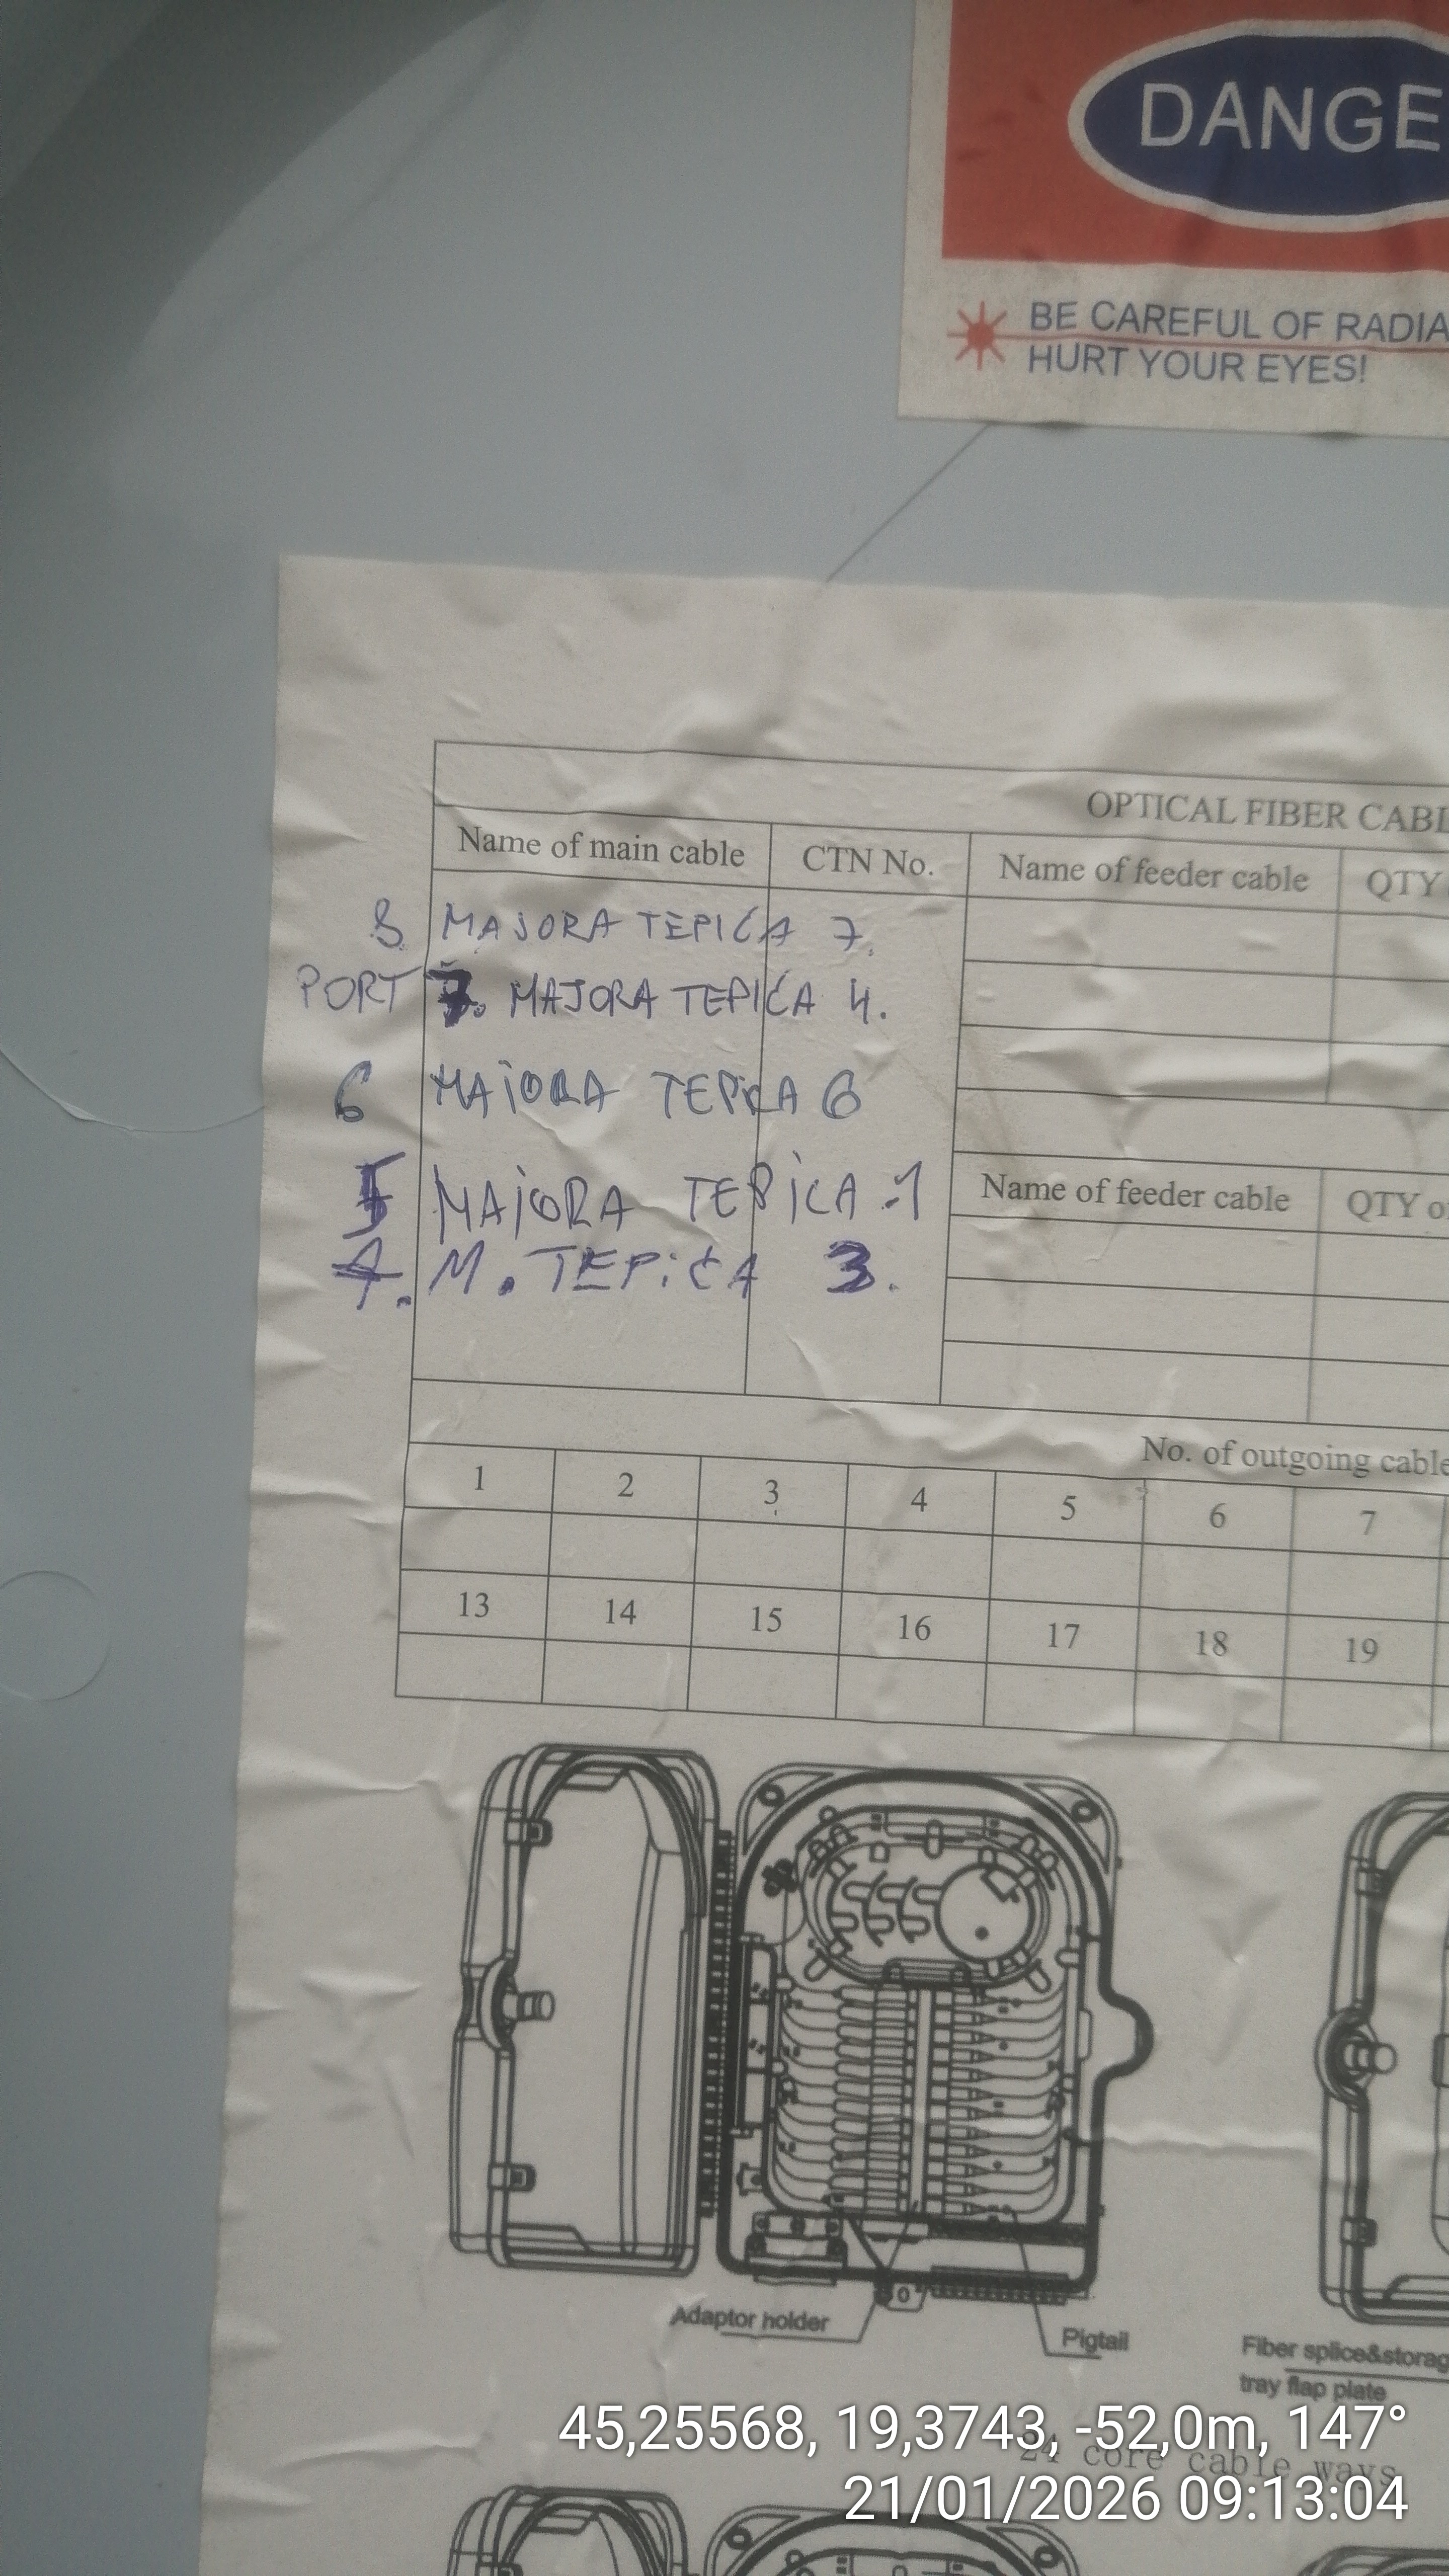 DANGE
BE CAREFUL OF RADIA
HURT YOUR EYES!
OPTICAL FIBER CABL
Name of main cable CTN No. Name of feeder cable QTY
8 MAJORA TEPIĆA 7.
PORT 7. MAJORA TEPIĆA 4.
6 MAJORA TEPICA 6
5 MAJORA TEPICA 1
Name of feeder cable QTY o
4. M. TEPIĆA 3.
No. of outgoing cable
1 2 3 4 5 6 7
13 14 15 16 17 18 19
Adaptor holder
Pigtail
Fiber splice&storag
tray flap plate
45,25568, 19,3743, -52,0m, 147°
24 core cable ways
21/01/2026 09:13:04